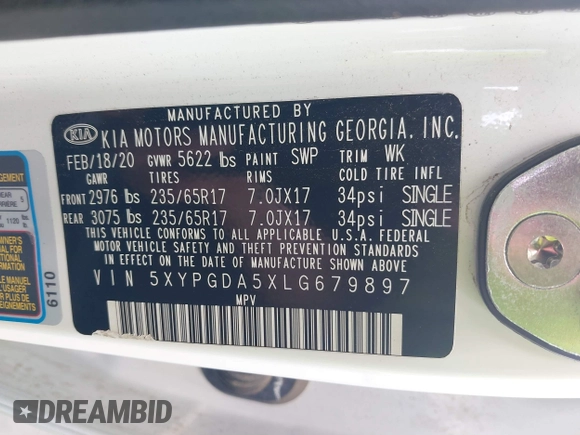 MANUFACTURED BY
KIA KIA MOTORS MANUFACTURING GEORGIA, INC.
FEB/18/20 GVWR 5622 lbs PAINT SWP TRIM WK
GAWR TIRES RIMS COLD TIRE INFL
FRONT 2976 lbs 235/65R17 7.0JX17 34psi SINGLE
REAR 3075 lbs 235/65R17 7.0JX17 34psi SINGLE
THIS VEHICLE CONFORMS TO ALL APPLICABLE U.S.A. FEDERAL
MOTOR VEHICLE SAFETY AND THEFT PREVENTION STANDARDS IN
EFFECT ON THE DATE OF MANUFACTURE SHOWN ABOVE.
VIN 5XYPGDA5XLG679897
MPV
6110
DREAMBID